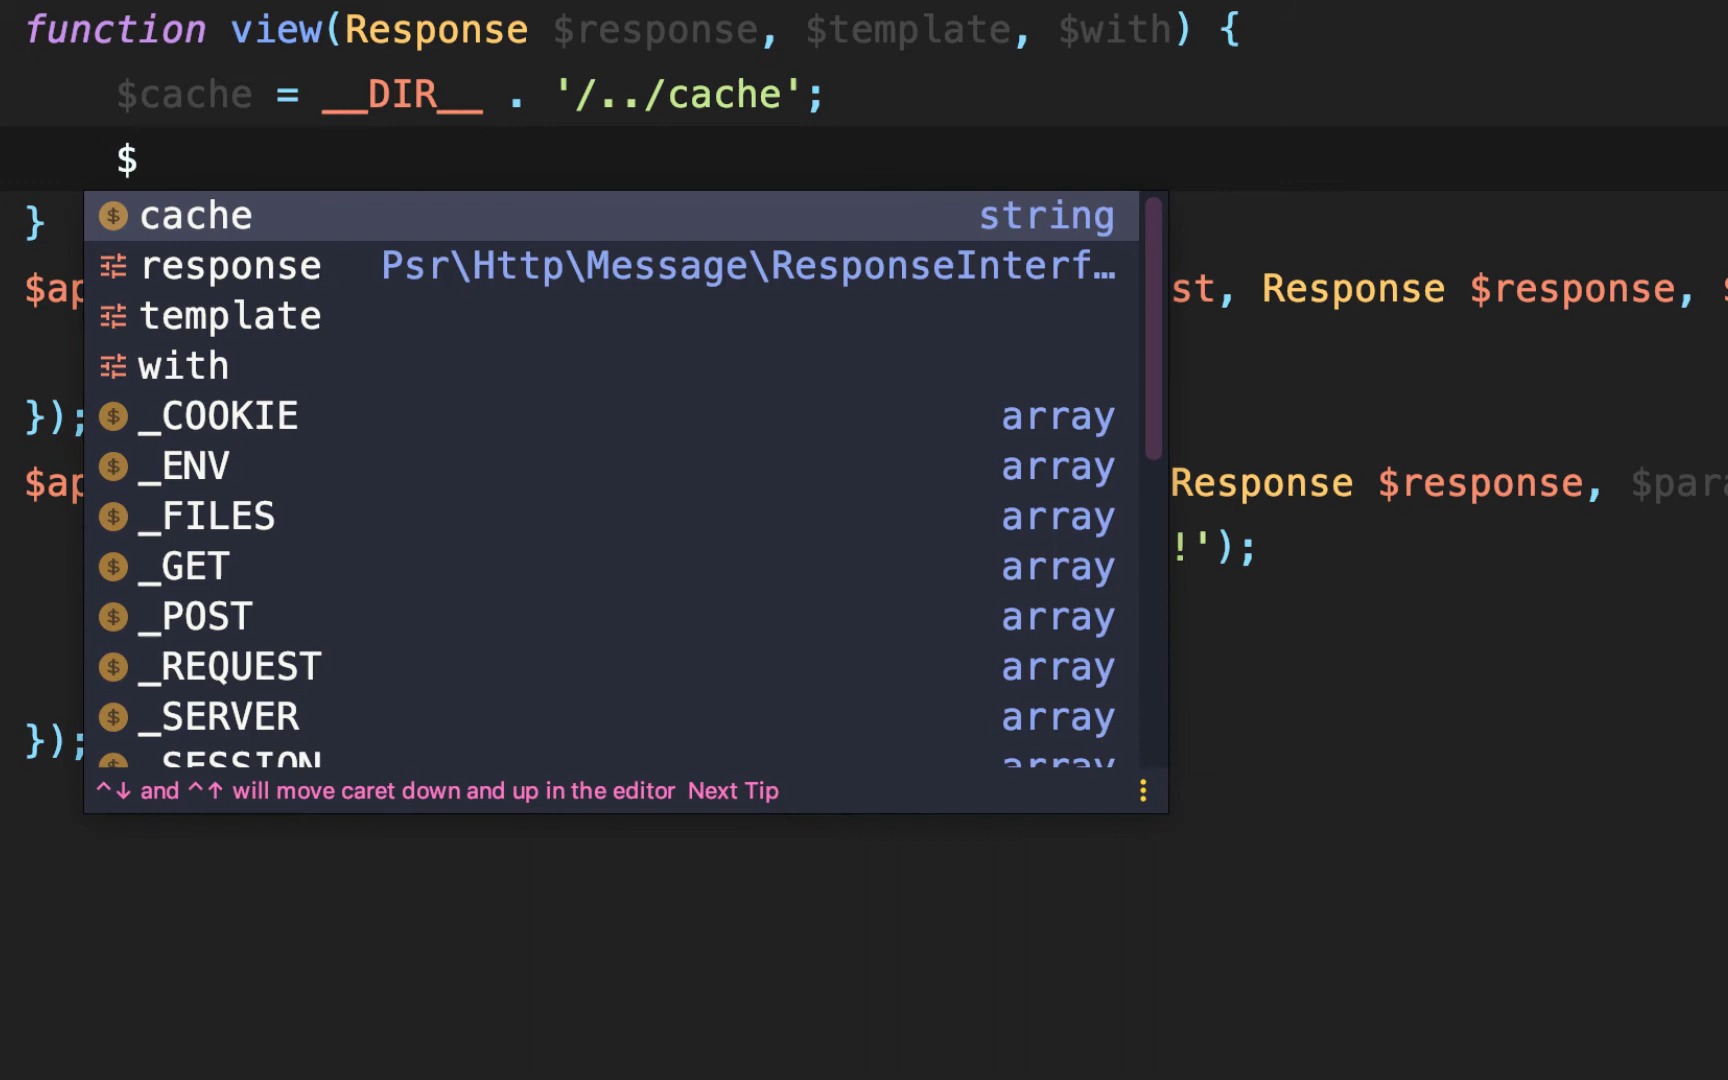 function view(Response $response, $template, $with) {
$cache = __DIR__ . '/../cache';
$
cache string
response Psr\Http\Message\ResponseInterf…
template
with
_COOKIE array
_ENV array
_FILES array
_GET array
_POST array
_REQUEST array
_SERVER array
_SESSION array
^↓ and ^↑ will move caret down and up in the editor Next Tip
}
$ap st, Response $response, $
});
$ap Response $response, $para
!');
});